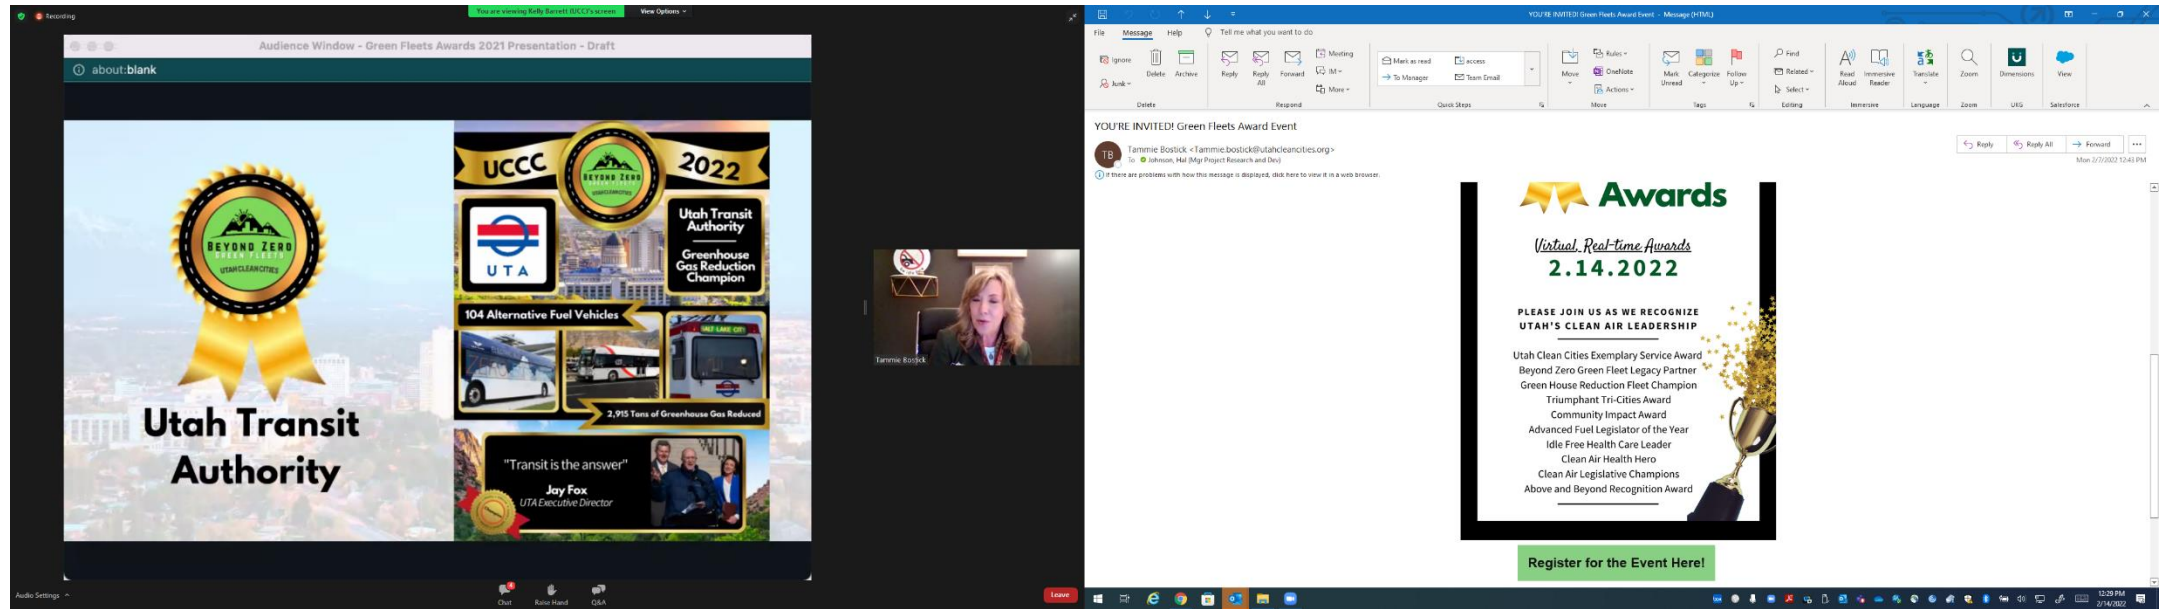 Recording
You are viewing Kelly Barrett (UCC)'s screen
View Options
Audience Window - Green Fleets Awards 2021 Presentation - Draft
about:blank
BEYOND ZERO
GREEN FLEETS
UTAH CLEAN CITIES
Utah Transit
Authority
UCCC
2022
BEYOND ZERO
GREEN FLEETS
UTAH CLEAN CITIES
UTA
Utah Transit
Authority
Greenhouse
Gas Reduction
Champion
104 Alternative Fuel Vehicles
SALT LAKE CITY
2,915 Tons of Greenhouse Gas Reduced
"Transit is the answer"
Jay Fox
UTA Executive Director
Tammie Bostick
Audio Settings
4
Chat
Raise Hand
Q&A
Leave
YOU'RE INVITED! Green Fleets Award Event - Message (HTML)
File
Message
Help
Tell me what you want to do
Ignore
Junk
Delete
Archive
Delete
Reply
Reply
All
Forward
Meeting
IM
More
Respond
Mark as read
To Manager
access
Team Email
Quick Steps
Move
Rules
OneNote
Actions
Move
Mark
Unread
Categorize
Follow
Up
Tags
Find
Related
Select
Editing
Read
Aloud
Immersive
Reader
Immersive
Translate
Language
Zoom
Zoom
Dimensions
UKG
View
Salesforce
YOU'RE INVITED! Green Fleets Award Event
TB
Tammie Bostick <Tammie.bostick@utahcleancities.org>
To Johnson, Hal (Mgr Project Research and Dev)
If there are problems with how this message is displayed, click here to view it in a web browser.
Reply
Reply All
Forward
Mon 2/7/2022 12:43 PM
Awards
Virtual, Real-time Awards
2.14.2022
PLEASE JOIN US AS WE RECOGNIZE
UTAH'S CLEAN AIR LEADERSHIP
Utah Clean Cities Exemplary Service Award
Beyond Zero Green Fleet Legacy Partner
Green House Reduction Fleet Champion
Triumphant Tri-Cities Award
Community Impact Award
Advanced Fuel Legislator of the Year
Idle Free Health Care Leader
Clean Air Health Hero
Clean Air Legislative Champions
Above and Beyond Recognition Award
Register for the Event Here!
12:29 PM
2/14/2022